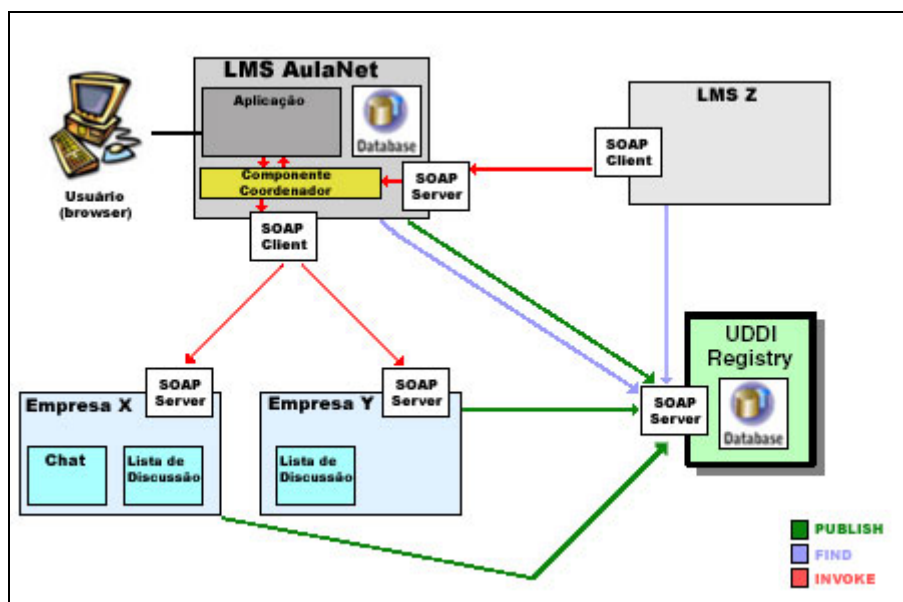 LMS AulaNet
Aplicação
Database
Componente
Coordenador
SOAP
Server
SOAP
Client
Usuário
(browser)
LMS Z
SOAP
Client
UDDI
Registry
SOAP
Server
Database
Empresa X
SOAP
Server
Chat
Lista de
Discussão
Empresa Y
SOAP
Server
Lista de
Discussão
PUBLISH
FIND
INVOKE